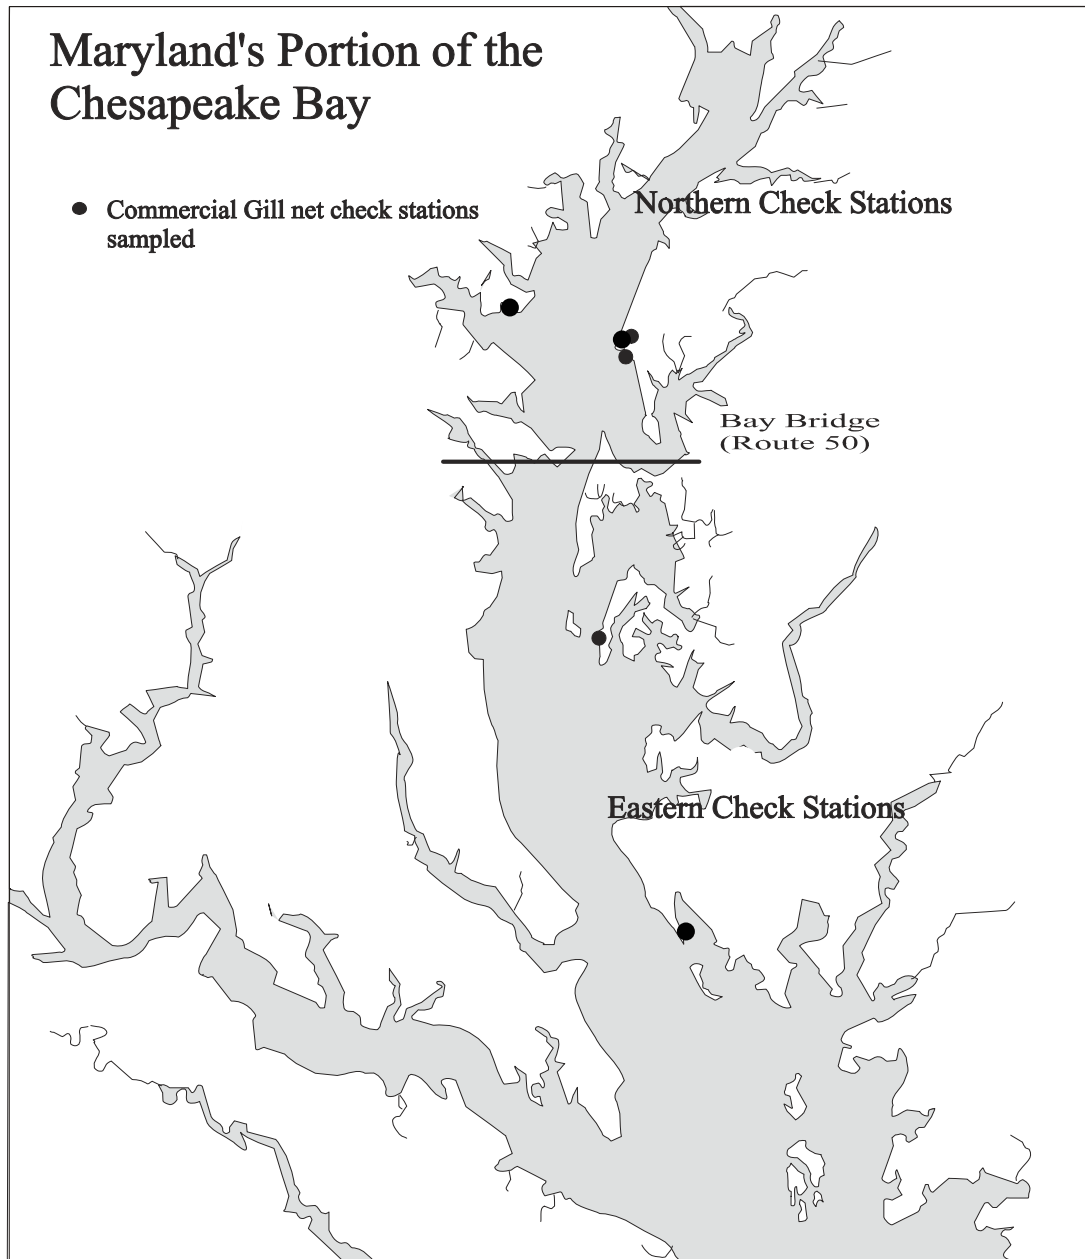 Maryland's Portion of the
Chesapeake Bay
Commercial Gill net check stations
sampled
Northern Check Stations
Bay Bridge
(Route 50)
Eastern Check Stations